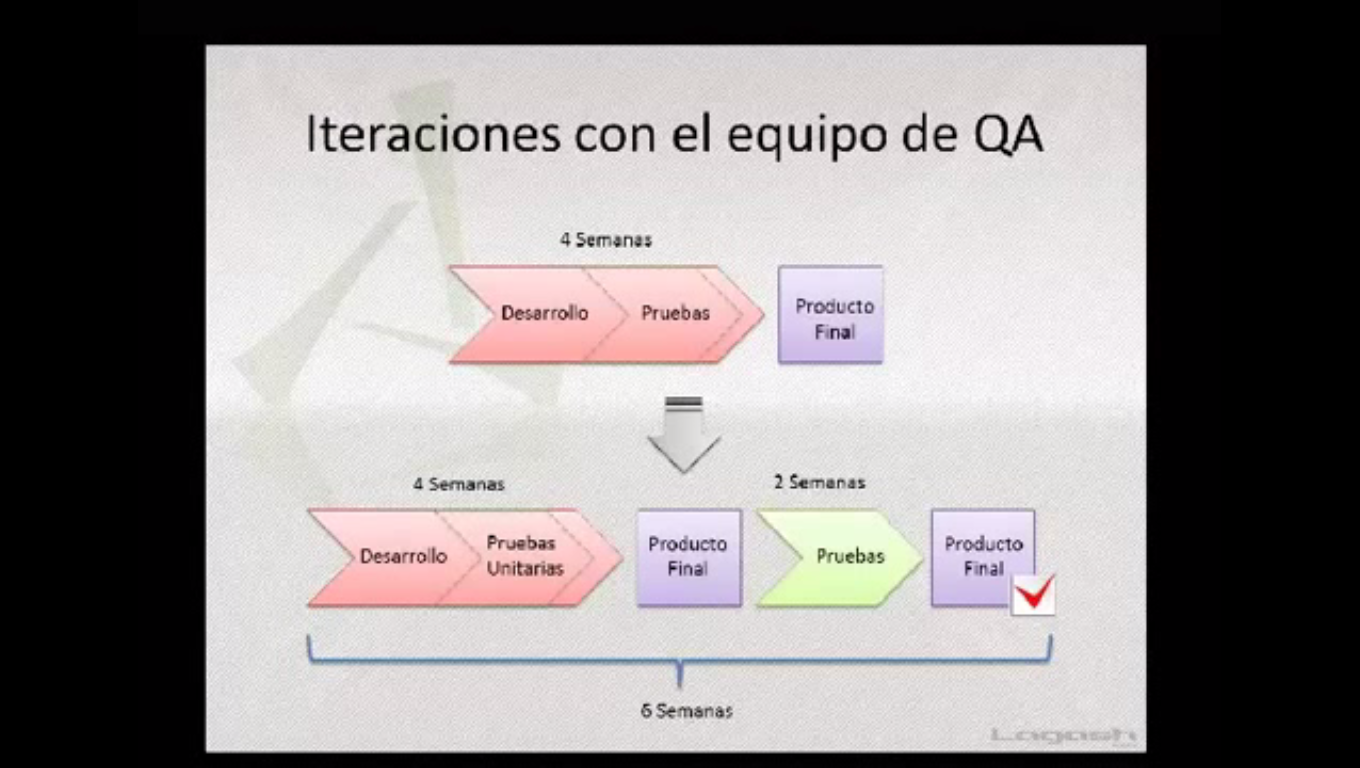 Iteraciones con el equipo de QA
4 Semanas
Desarrollo
Pruebas
Producto
Final
4 Semanas
2 Semanas
Desarrollo
Pruebas
Unitarias
Producto
Final
Pruebas
Producto
Final
6 Semanas
Lagash